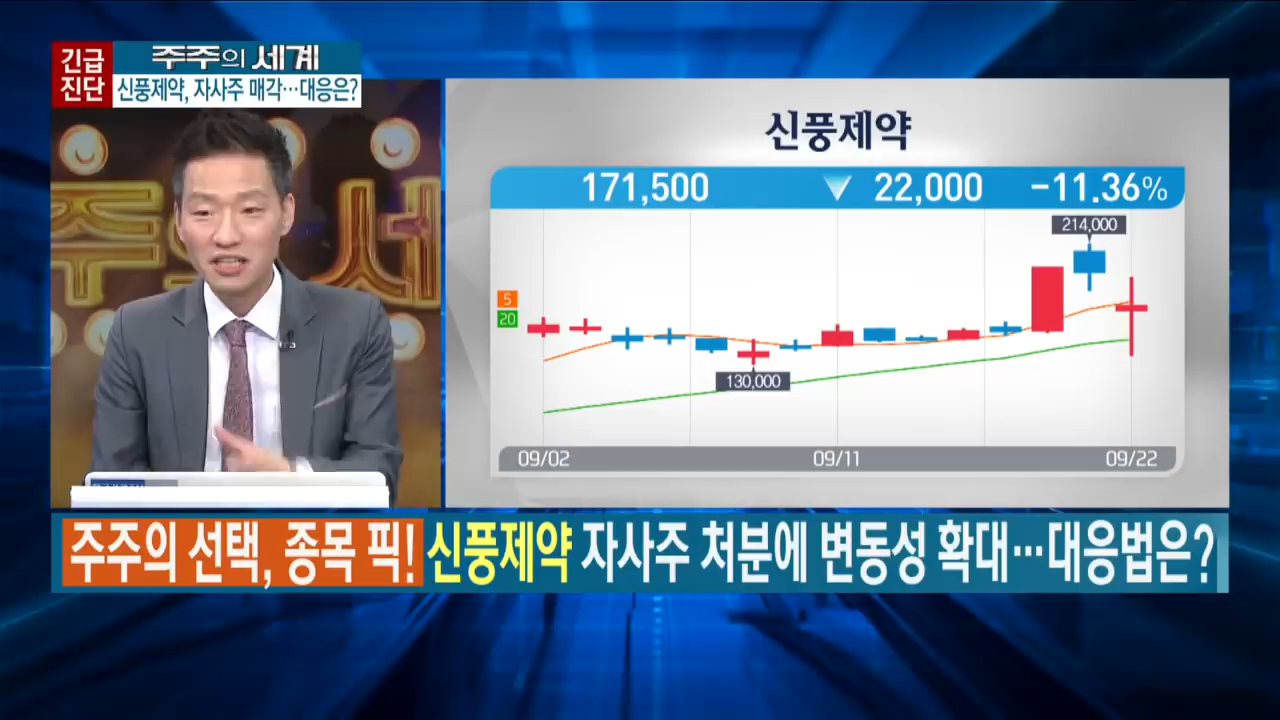 긴급
진단
주주의 세계
신풍제약, 자사주 매각…대응은?
신풍제약
171,500 ▼ 22,000 -11.36%
214,000
5
20
130,000
09/02 09/11 09/22
주주의 선택, 종목 픽! 신풍제약 자사주 처분에 변동성 확대…대응법은?